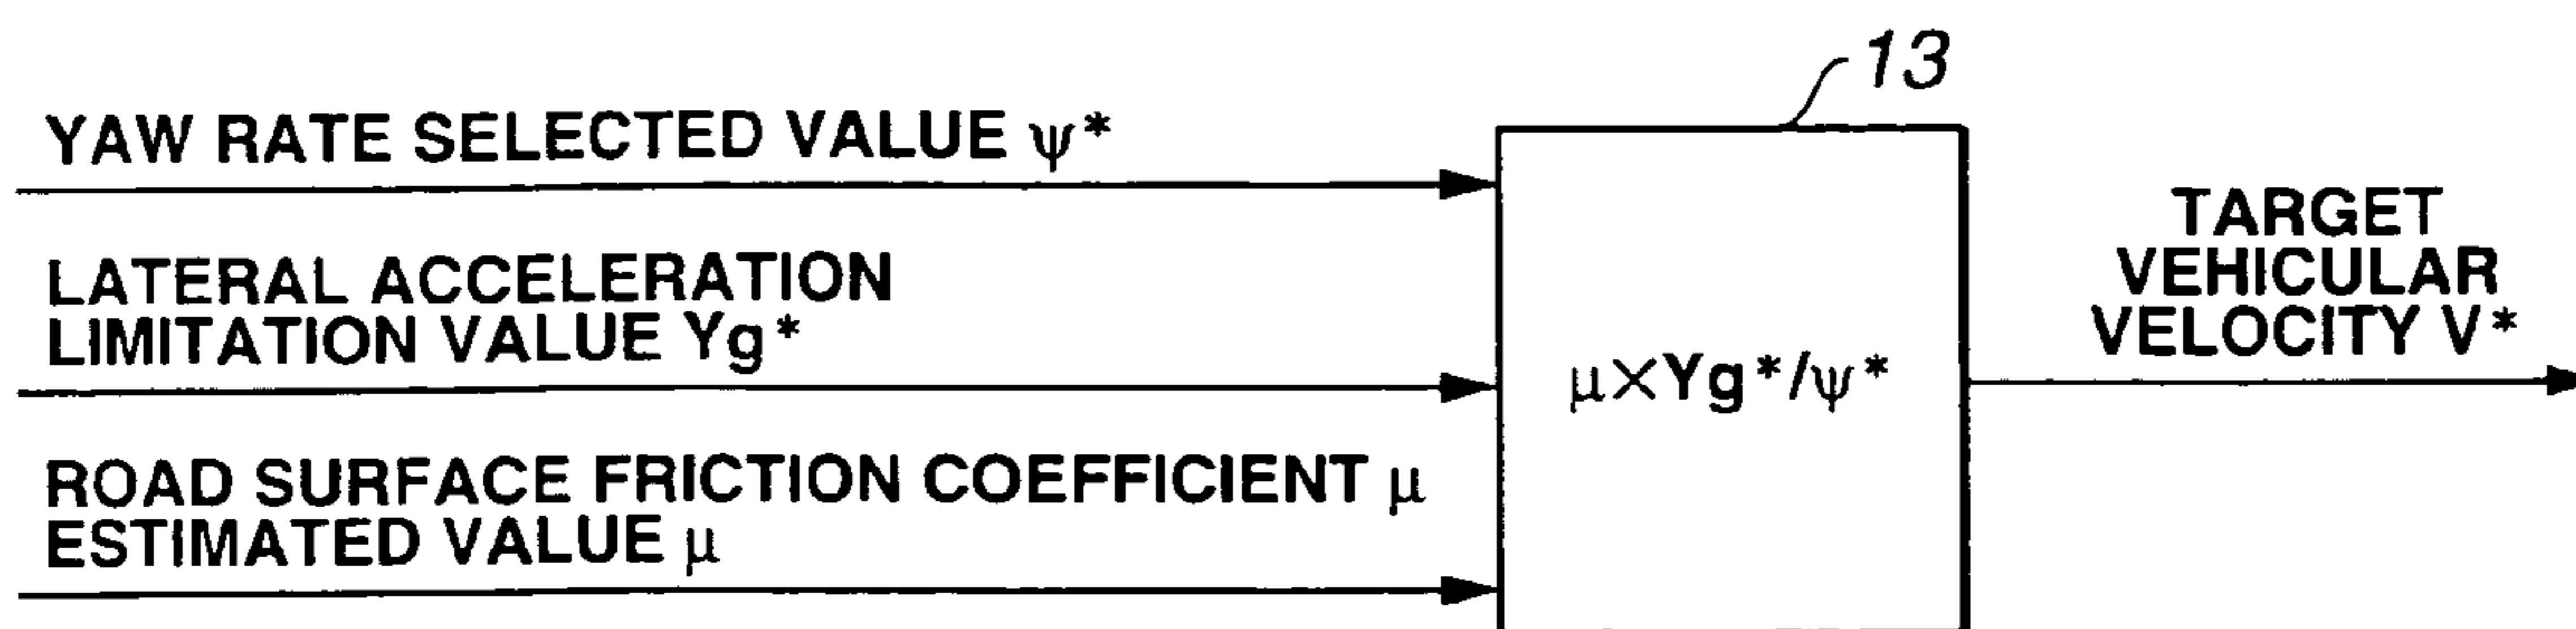 13
YAW RATE SELECTED VALUE ψ*
LATERAL ACCELERATION
LIMITATION VALUE Yg*
ROAD SURFACE FRICTION COEFFICIENT μ
ESTIMATED VALUE μ
μ×Yg*/ψ*
TARGET
VEHICULAR
VELOCITY V*